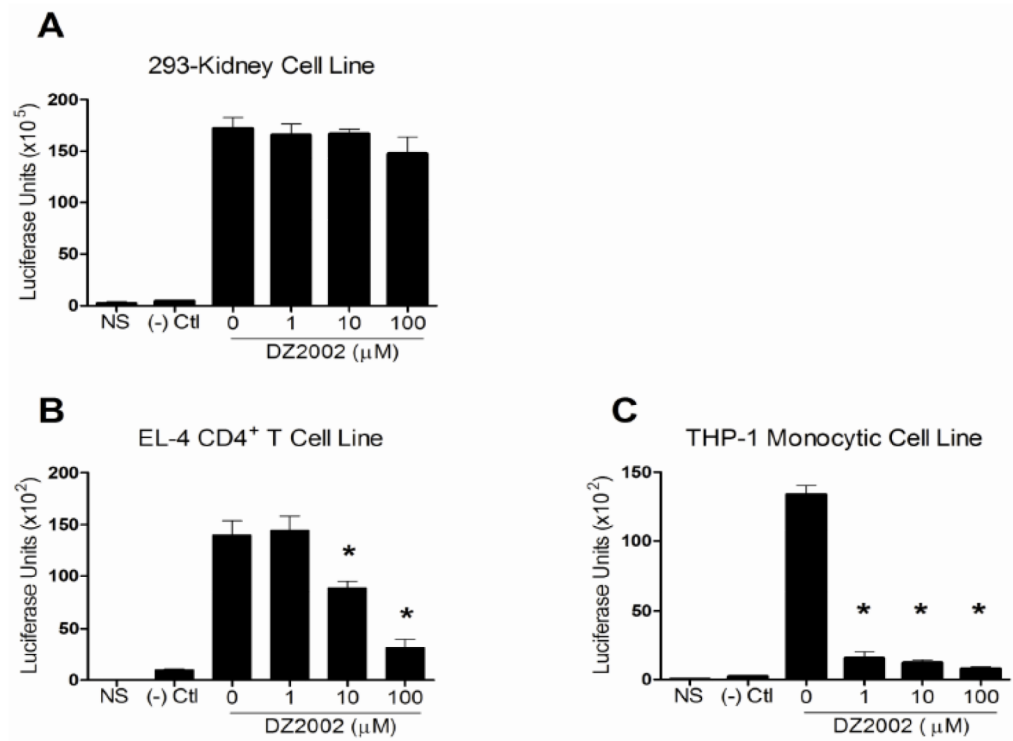 A
293-Kidney Cell Line
Luciferase Units (x10⁵)
200
150
100
50
0
NS (-) Ctl 0 1 10 100
DZ2002 (μM)
B
EL-4 CD4⁺ T Cell Line
Luciferase Units (x10²)
200
150
100
50
0
* *
NS (-) Ctl 0 1 10 100
DZ2002 (μM)
C
THP-1 Monocytic Cell Line
Luciferase Units (x10²)
150
100
50
0
* * *
NS (-) Ctl 0 1 10 100
DZ2002 ( μM)